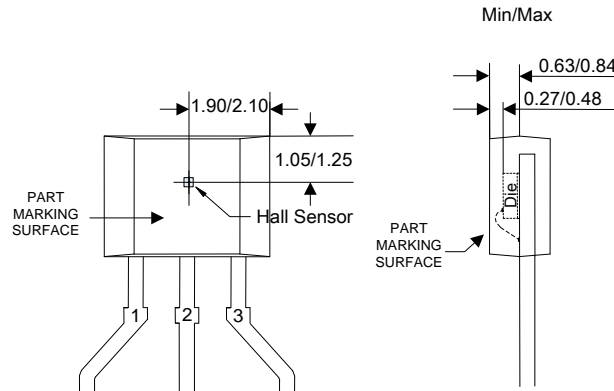 Min/Max
0.63/0.84
0.27/0.48
1.90/2.10
1.05/1.25
PART
MARKING
SURFACE
Hall Sensor
Die
PART
MARKING
SURFACE
1
2
3